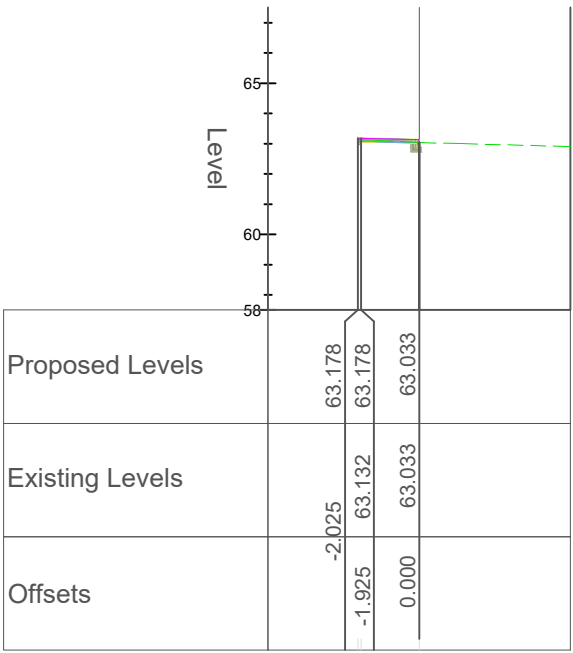 65
60
58
Level
Proposed Levels
63.178
63.178
63.033
Existing Levels
63.132
63.033
Offsets
-2.025
-1.925
0.000